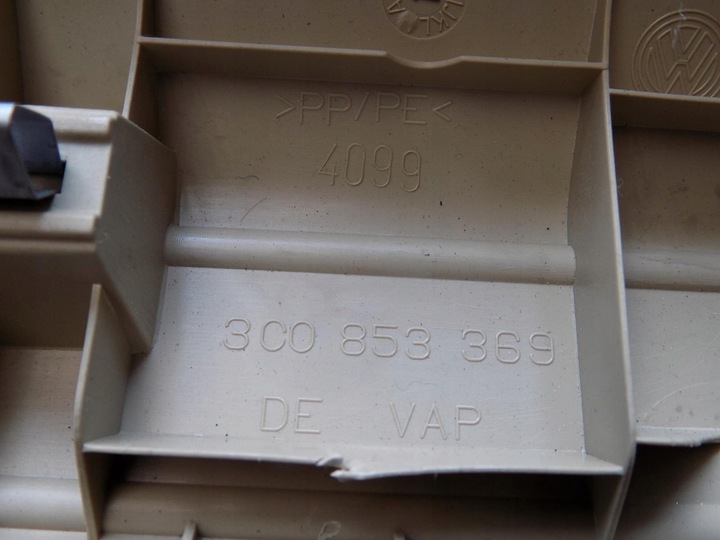 >PP/PE<
4099
3C0 853 369
DE VAP